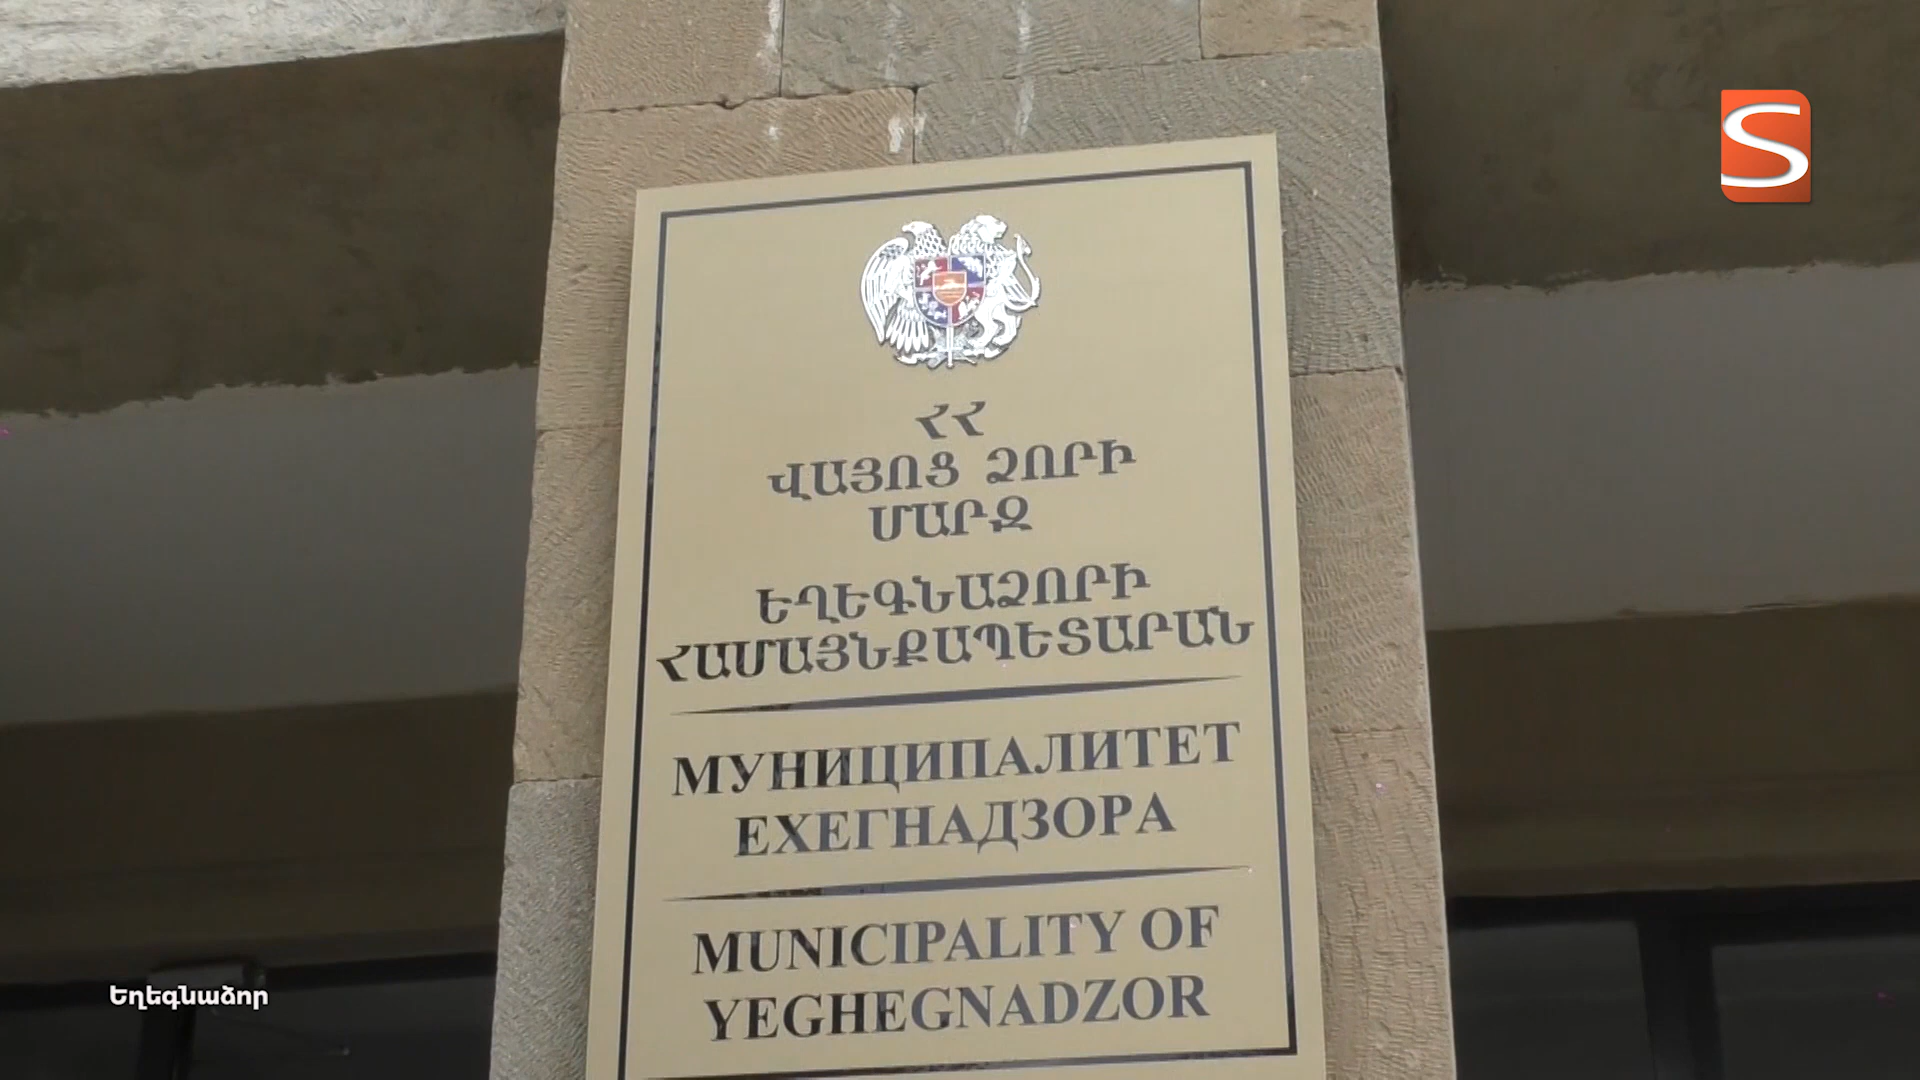 S
ՀՀ
ՎԱՅՈՑ ՁՈՐԻ
ՄԱՐԶ
ԵՂԵԳՆԱՁՈՐԻ
ՀԱՄԱՅՆՔԱՊԵՏԱՐԱՆ
МУНИЦИПАЛИТЕТ
ЕХЕГНАДЗОРА
MUNICIPALITY OF
YEGHEGNADZOR
Եղեգնաձոր